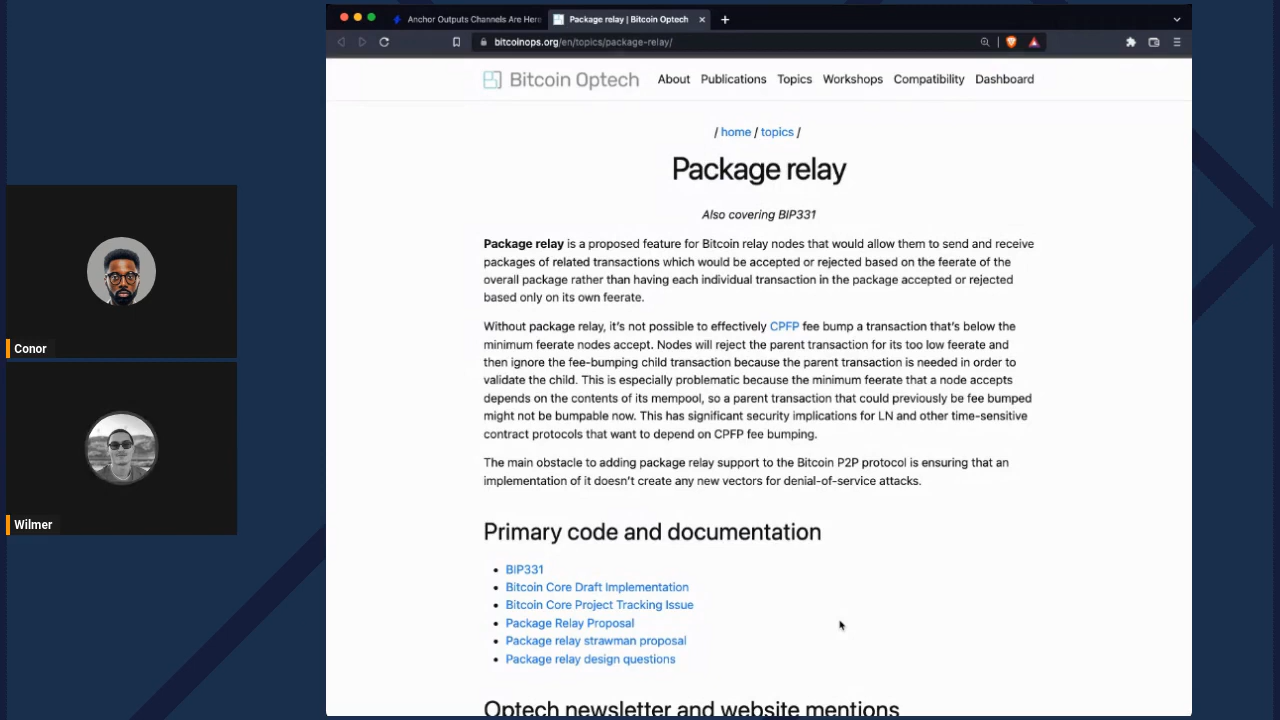 Anchor Outputs Channels Are Here
Package relay | Bitcoin Optech
bitcoinops.org/en/topics/package-relay/
Bitcoin Optech
About Publications Topics Workshops Compatibility Dashboard
/ home / topics /
Package relay
Also covering BIP331
Package relay is a proposed feature for Bitcoin relay nodes that would allow them to send and receive
packages of related transactions which would be accepted or rejected based on the feerate of the
overall package rather than having each individual transaction in the package accepted or rejected
based only on its own feerate.
Without package relay, it's not possible to effectively CPFP fee bump a transaction that's below the
minimum feerate nodes accept. Nodes will reject the parent transaction for its too low feerate and
then ignore the fee-bumping child transaction because the parent transaction is needed in order to
validate the child. This is especially problematic because the minimum feerate that a node accepts
depends on the contents of its mempool, so a parent transaction that could previously be fee bumped
might not be bumpable now. This has significant security implications for LN and other time-sensitive
contract protocols that want to depend on CPFP fee bumping.
The main obstacle to adding package relay support to the Bitcoin P2P protocol is ensuring that an
implementation of it doesn't create any new vectors for denial-of-service attacks.
Primary code and documentation
BIP331
Bitcoin Core Draft Implementation
Bitcoin Core Project Tracking Issue
Package Relay Proposal
Package relay strawman proposal
Package relay design questions
Optech newsletter and website mentions
Conor
Wilmer